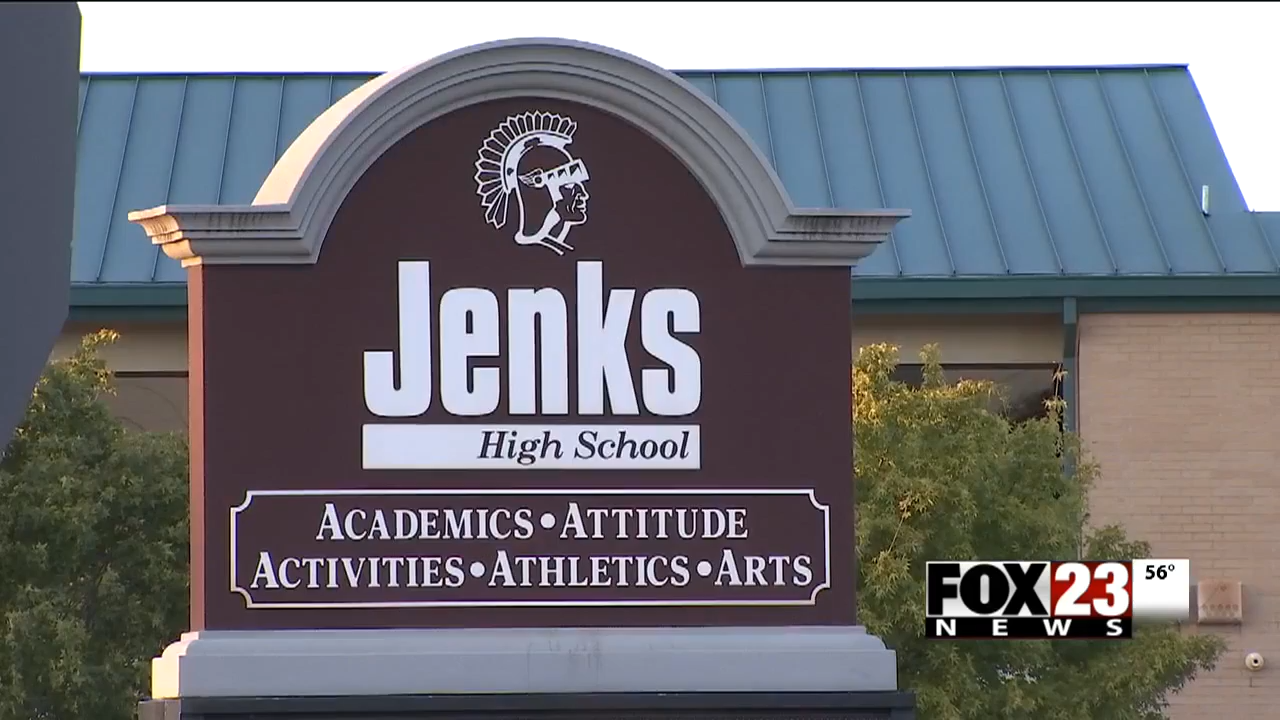 Jenks
High School
ACADEMICS•ATTITUDE
ACTIVITIES•ATHLETICS•ARTS
FOX23 56°
NEWS